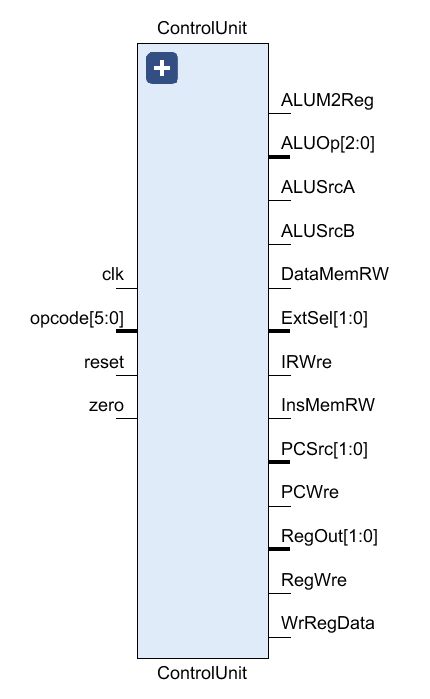 ControlUnit
ALUM2Reg
ALUOp[2:0]
ALUSrcA
ALUSrcB
clk
DataMemRW
opcode[5:0]
ExtSel[1:0]
reset
IRWre
zero
InsMemRW
PCSrc[1:0]
PCWre
RegOut[1:0]
RegWre
WrRegData
ControlUnit